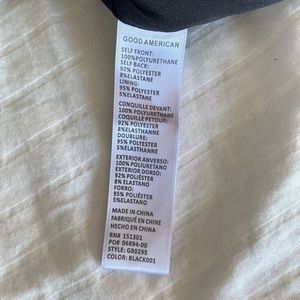 GOOD AMERICAN
SELF FRONT:
100%POLYURETHANE
SELF BACK:
92% POLYESTER
8%ELASTANE
LINING:
95% POLYESTER
5%ELASTANE
CONQUILLE DEVANT:
100% POLYURETHANE
COQUILLE PETOUR:
92% POLYESTER
8%ELASTHANNE
DOUBLURE:
95% POLYESTER
5%ELASTHANNE
EXTERIOR ANVERSO:
100% POLIURETANO
EXTERIOR DORSO:
92% POLIÉSTER
8% ELASTANO
FORRO:
95% POLIÉSTER
5%ELASTANO
MADE IN CHINA
FABRIQUÉ EN CHINE
HECHO EN CHINA
RN# 151301
PO# 06894-00
STYLE: GB0295
COLOR: BLACK001